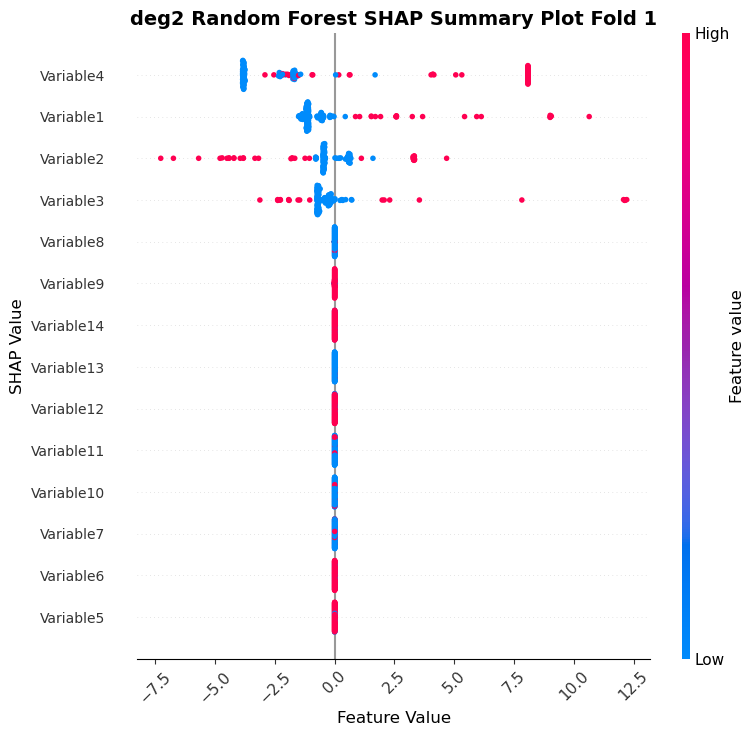 deg2 Random Forest SHAP Summary Plot Fold 1
High
Variable4
Variable1
Variable2
Variable3
Variable8
Variable9
Variable14
Variable13
Variable12
Variable11
Variable10
Variable7
Variable6
Variable5
SHAP Value
Feature value
Low
−7.5
−5.0
−2.5
0.0
2.5
5.0
7.5
10.0
12.5
Feature Value